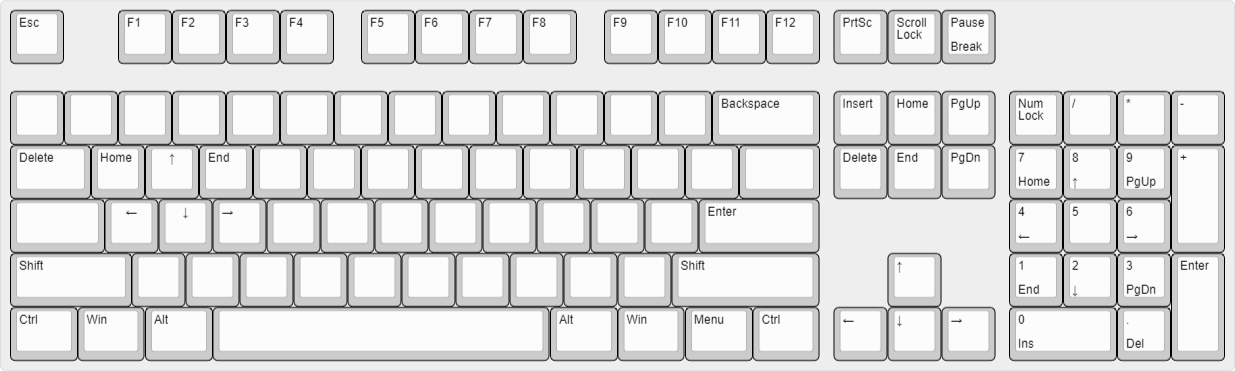 Esc F1 F2 F3 F4 F5 F6 F7 F8 F9 F10 F11 F12 PrtSc Scroll Lock Pause Break
Backspace Insert Home PgUp Num Lock / * -
Delete Home ↑ End Delete End PgDn 7 Home 8 ↑ 9 PgUp +
← ↓ → Enter 4 ← 5 6 →
Shift Shift ↑ 1 End 2 ↓ 3 PgDn Enter
Ctrl Win Alt Alt Win Menu Ctrl ← ↓ → 0 Ins . Del